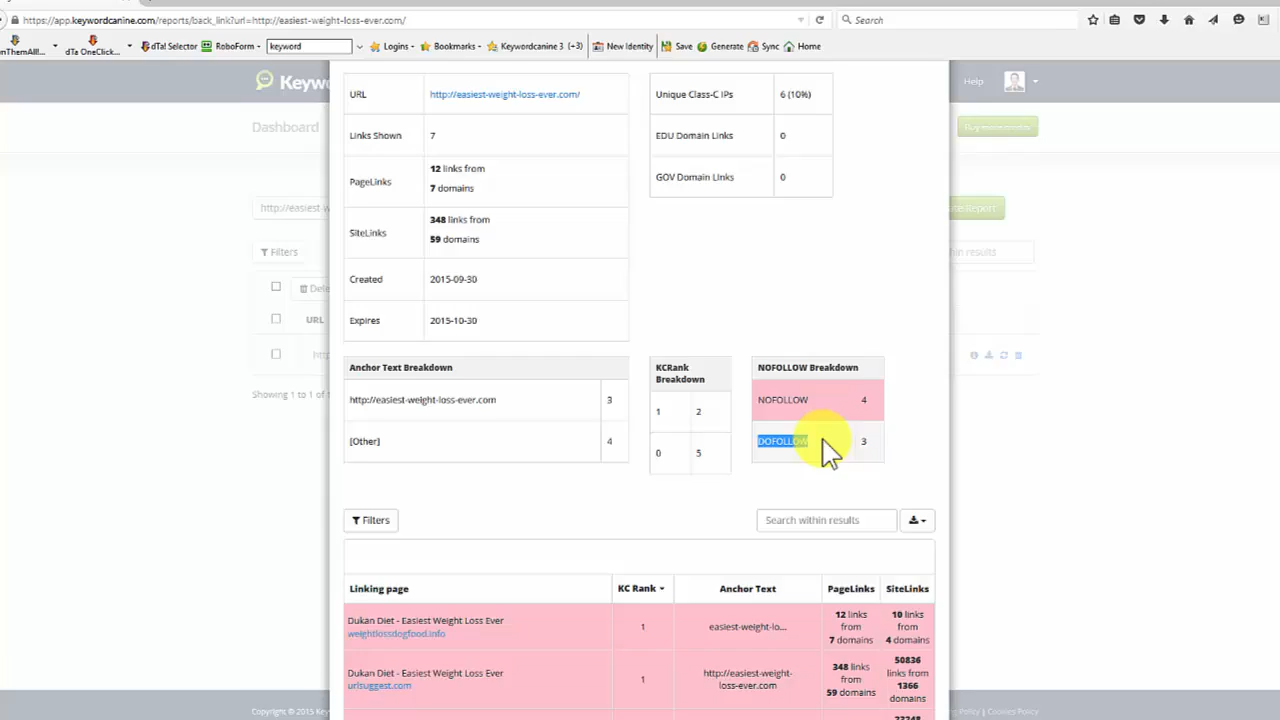 https://app.keywordcanine.com/reports/back_link?url=http://easiest-weight-loss-ever.com/
Search
nThemAll!
dTa OneClick...
dTa! Selector
RoboForm
keyword
Logins
Bookmarks
Keywordcanine 3 (+3)
New Identity
Save
Generate
Sync
Home
Keyw
Help
Dashboard
URL
http://easiest-weight-loss-ever.com/
Unique Class-C IPs
6 (10%)
Links Shown
7
EDU Domain Links
0
PageLinks
12 links from
7 domains
GOV Domain Links
0
http://easiest-w
te Report
SiteLinks
348 links from
59 domains
Filters
hin results
Created
2015-09-30
Dele
Expires
2015-10-30
URL
http
Showing 1 to 1 of 1
Anchor Text Breakdown
KCRank
Breakdown
NOFOLLOW Breakdown
http://easiest-weight-loss-ever.com
3
1
2
NOFOLLOW
4
[Other]
4
0
5
DOFOLLOW
3
Filters
Search within results
Linking page
KC Rank
Anchor Text
PageLinks
SiteLinks
Dukan Diet - Easiest Weight Loss Ever
weightlossdogfood.info
1
easiest-weight-lo...
12 links
from
7 domains
10 links
from
4 domains
Dukan Diet - Easiest Weight Loss Ever
urlsuggest.com
1
http://easiest-weight-
loss-ever.com
348 links
from
59 domains
50836
links from
1366
domains
Copyright © 2015 Key
Policy | Cookies Policy